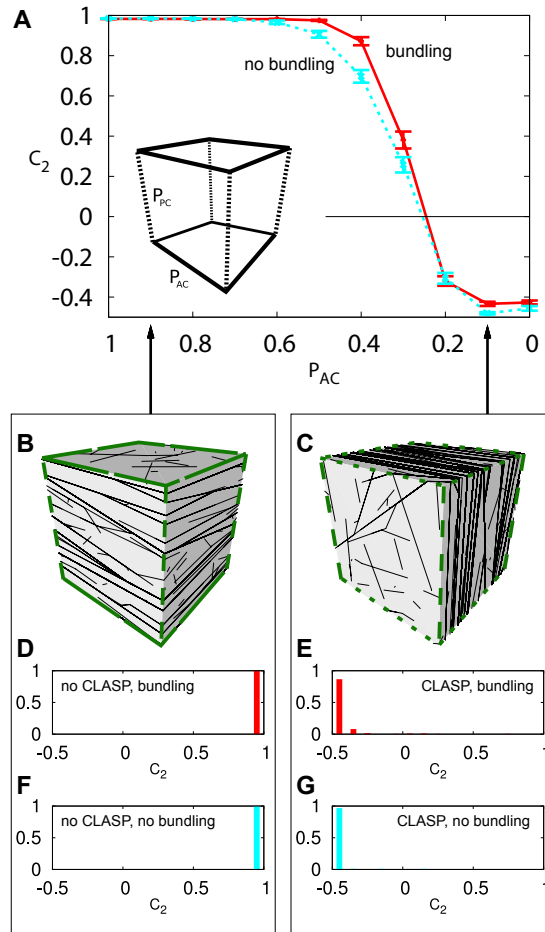 A
1
0.8
0.6
0.4
0.2
0
-0.2
-0.4
C2
no bundling
bundling
PPC
PAC
1 0.8 0.6 0.4 0.2 0
PAC
B
C
D
1
0.5
0
no CLASP, bundling
-0.5 0 0.5 1
C2
E
1
0.5
0
CLASP, bundling
-0.5 0 0.5 1
C2
F
1
0.5
0
no CLASP, no bundling
-0.5 0 0.5 1
C2
G
1
0.5
0
CLASP, no bundling
-0.5 0 0.5 1
C2